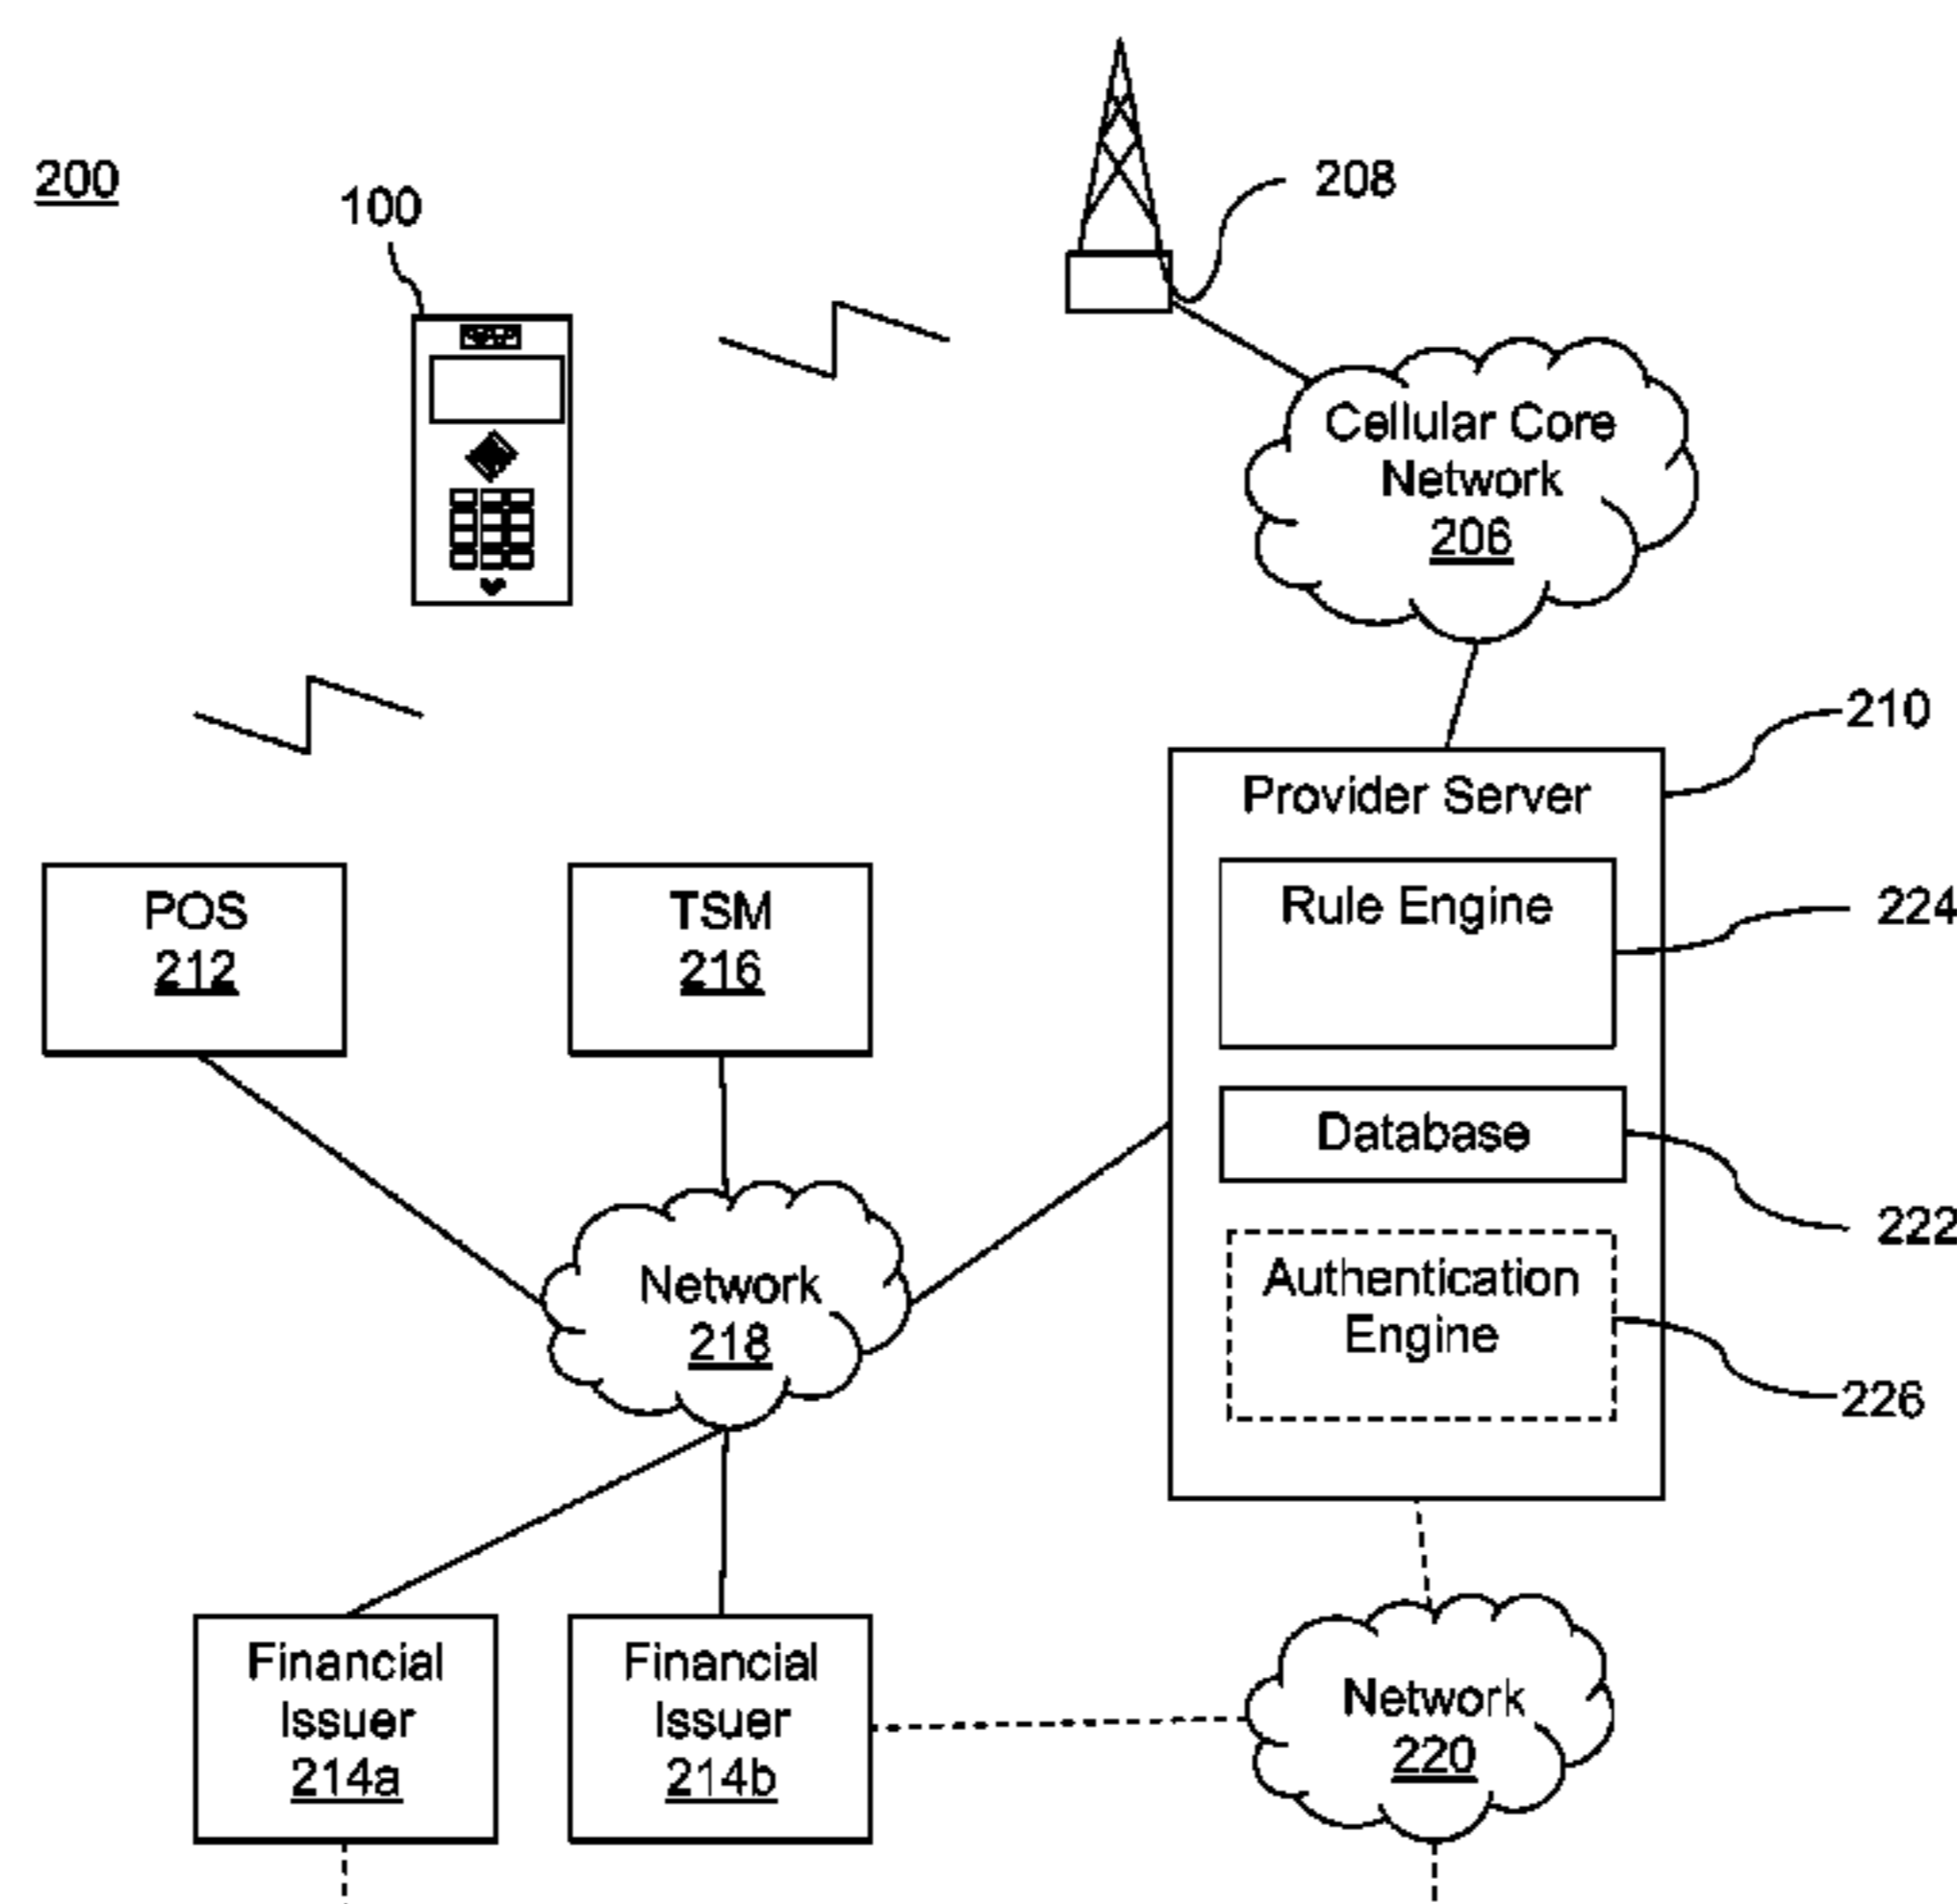 200
100
208
Cellular Core
Network
206
210
Provider Server
POS
212
TSM
216
Rule Engine
224
Database
222
Network
218
Authentication
Engine
226
Financial
Issuer
214a
Financial
Issuer
214b
Network
220